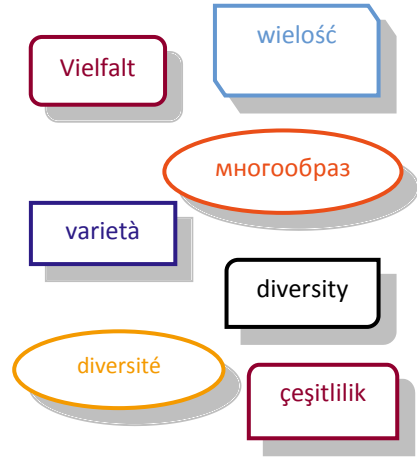 Vielfalt
wielość
многообраз
varietà
diversity
diversité
çeşitlilik